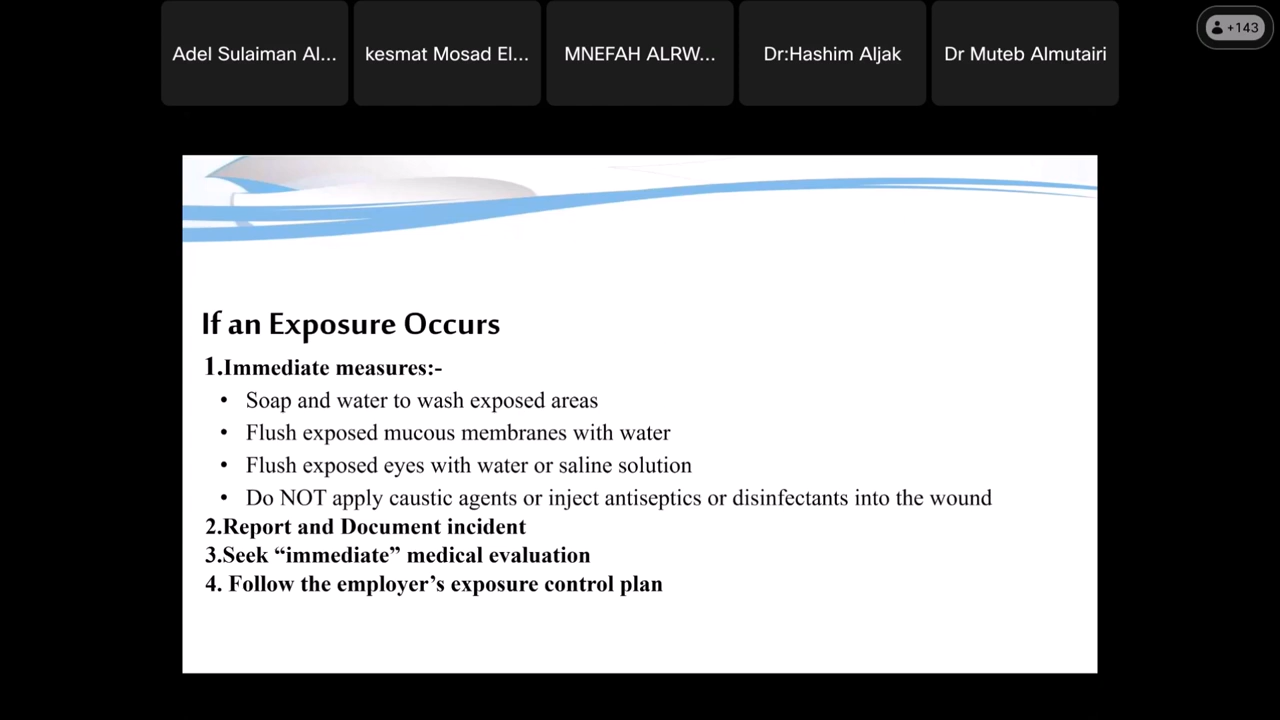 Adel Sulaiman Al...
kesmat Mosad El...
MNEFAH ALRW...
Dr:Hashim Aljak
Dr Muteb Almutairi
+143
If an Exposure Occurs
1.Immediate measures:-
• Soap and water to wash exposed areas
• Flush exposed mucous membranes with water
• Flush exposed eyes with water or saline solution
• Do NOT apply caustic agents or inject antiseptics or disinfectants into the wound
2.Report and Document incident
3.Seek “immediate” medical evaluation
4. Follow the employer’s exposure control plan